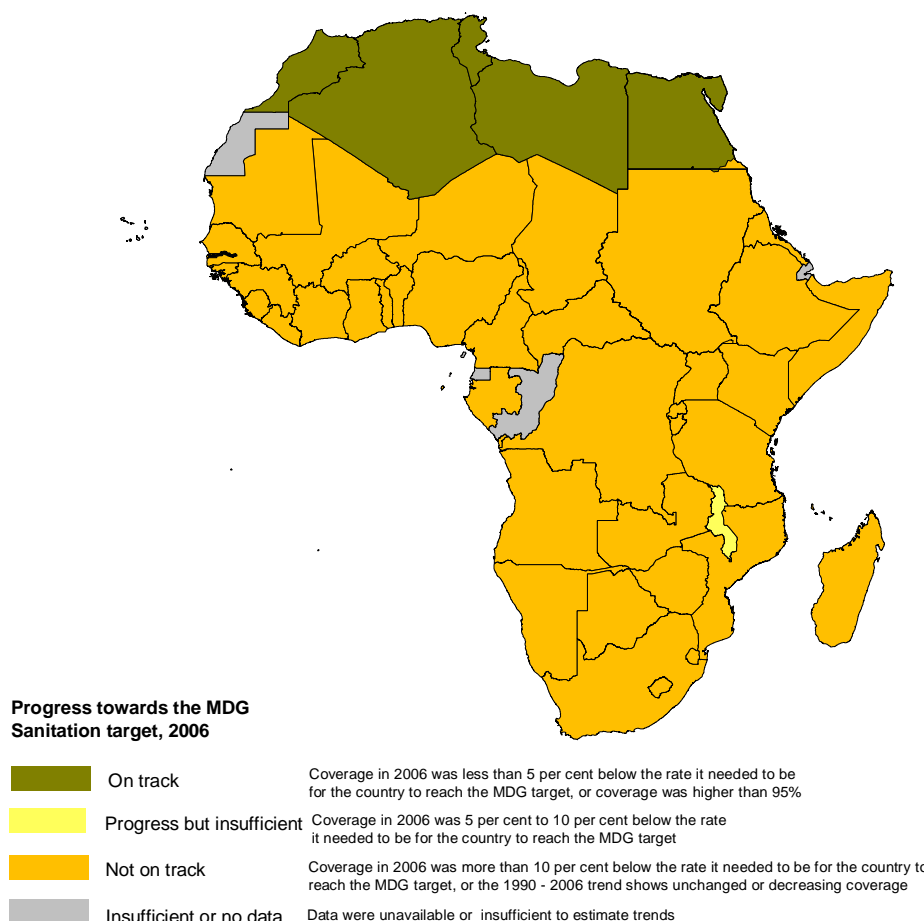 Progress towards the MDG
Sanitation target, 2006
On track
Coverage in 2006 was less than 5 per cent below the rate it needed to be
for the country to reach the MDG target, or coverage was higher than 95%
Progress but insufficient
Coverage in 2006 was 5 per cent to 10 per cent below the rate
it needed to be for the country to reach the MDG target
Not on track
Coverage in 2006 was more than 10 per cent below the rate it needed to be for the country to
reach the MDG target, or the 1990 - 2006 trend shows unchanged or decreasing coverage
Insufficient or no data
Data were unavailable or insufficient to estimate trends